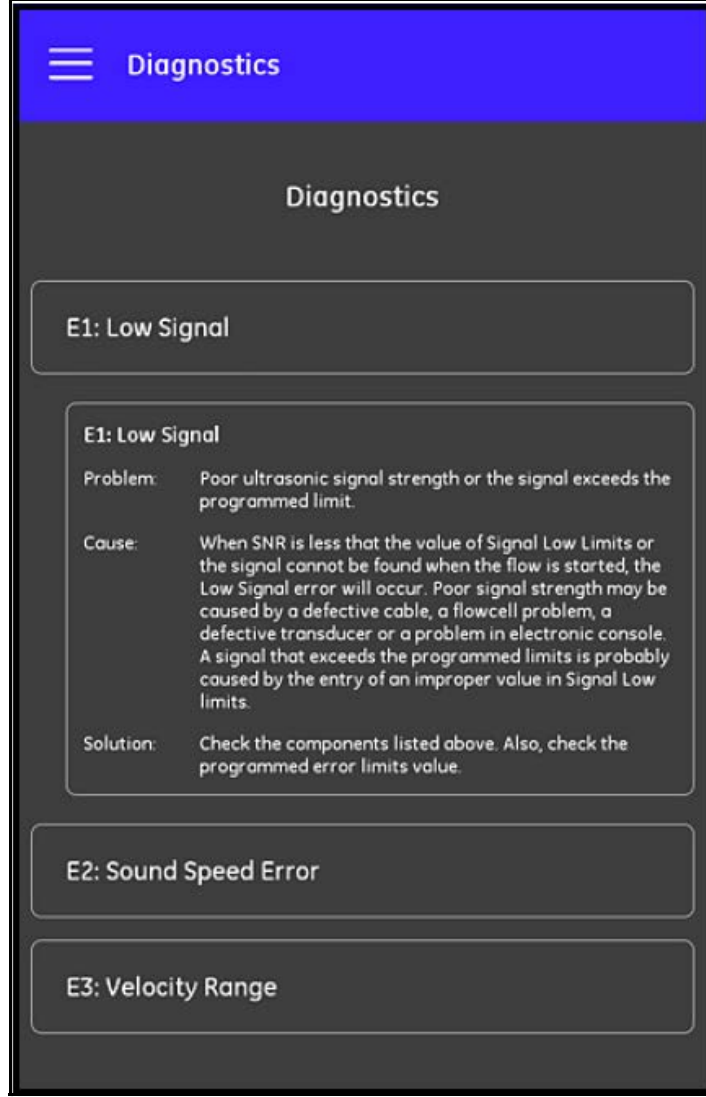 Diagnostics
Diagnostics
E1: Low Signal
E1: Low Signal
Problem: Poor ultrasonic signal strength or the signal exceeds the
programmed limit.
Cause: When SNR is less that the value of Signal Low Limits or
the signal cannot be found when the flow is started, the
Low Signal error will occur. Poor signal strength may be
caused by a defective cable, a flowcell problem, a
defective transducer or a problem in electronic console.
A signal that exceeds the programmed limits is probably
caused by the entry of an improper value in Signal Low
limits.
Solution: Check the components listed above. Also, check the
programmed error limits value.
E2: Sound Speed Error
E3: Velocity Range